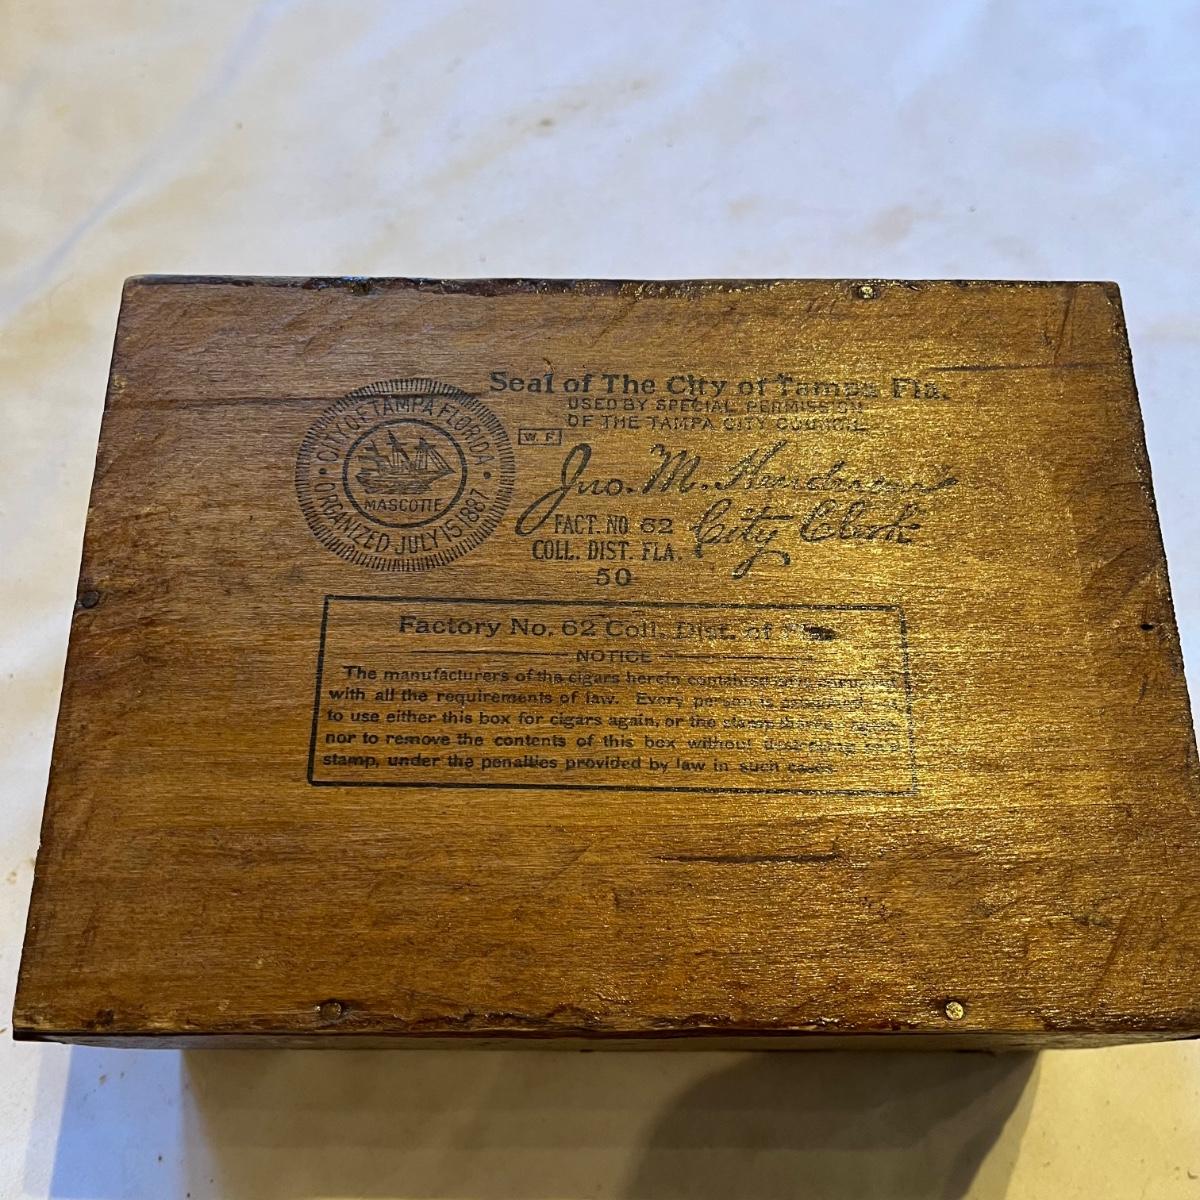 Seal of The City of Tampa Fla.
USED BY SPECIAL PERMISSION
OF THE TAMPA CITY COUNCIL
W. F.
CITY OF TAMPA FLORIDA
MASCOTTE
ORGANIZED JULY 15, 1887
Jno. M.
City Clerk
FACT. NO. 62
COLL. DIST. FLA.
50
Factory No. 62 Coll. Dist. of
NOTICE
The manufacturers of the cigars herein contained
with all the requirements of law. Every person is
to use either this box for cigars again, or the stamp
nor to remove the contents of this box without
stamp, under the penalties provided by law in such cases